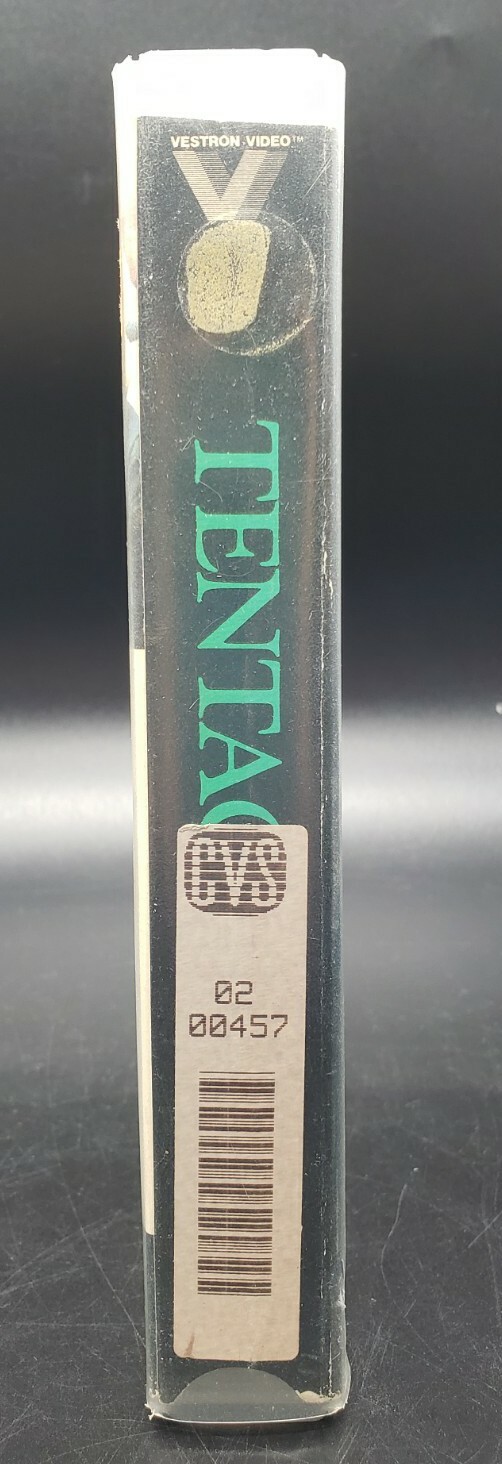 VESTRON VIDEO™
TENTAC
CVS
02
00457